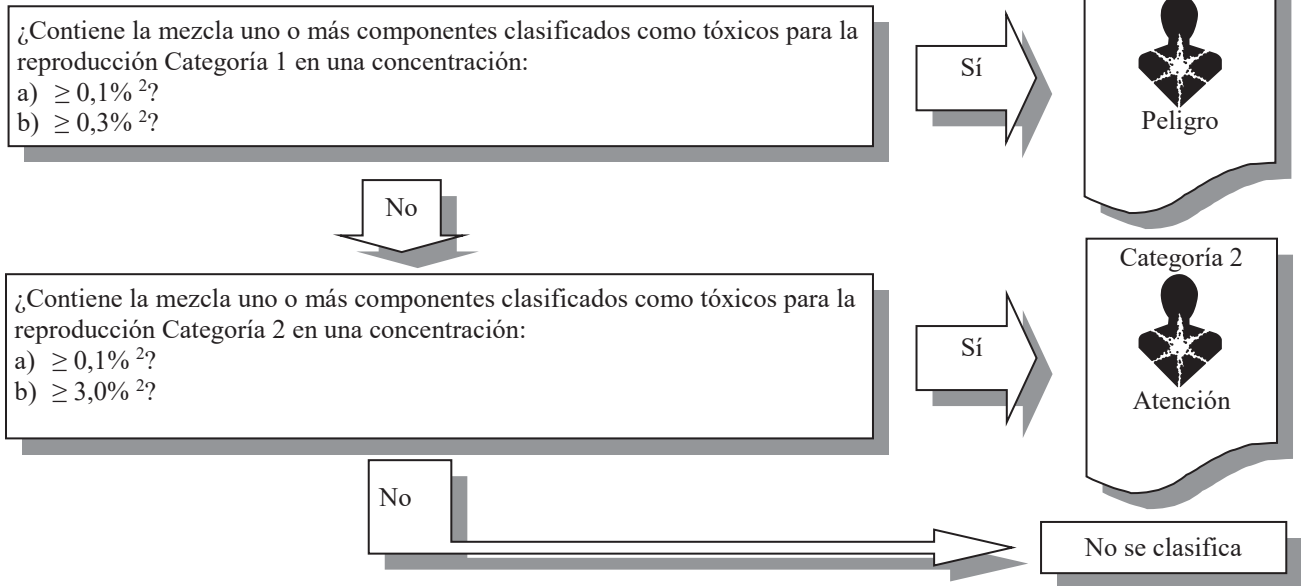 ¿Contiene la mezcla uno o más componentes clasificados como tóxicos para la
reproducción Categoría 1 en una concentración:
a) ≥ 0,1% ²?
b) ≥ 0,3% ²?
Sí
Peligro
No
¿Contiene la mezcla uno o más componentes clasificados como tóxicos para la
reproducción Categoría 2 en una concentración:
a) ≥ 0,1% ²?
b) ≥ 3,0% ²?
Sí
Categoría 2
Atención
No
No se clasifica